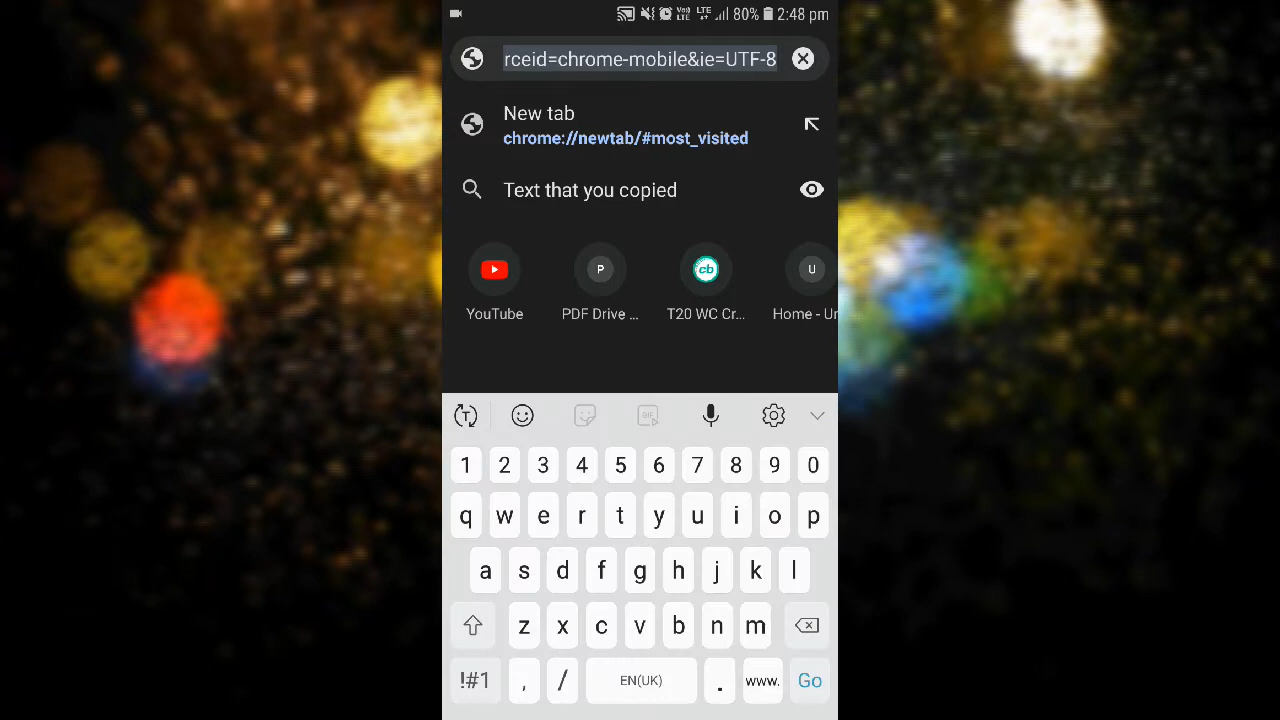 80% 2:48 pm
rceid=chrome-mobile&ie=UTF-8
New tab
chrome://newtab/#most_visited
Text that you copied
P cb U
YouTube PDF Drive ... T20 WC Cr... Home - Ur
T GIF
1 2 3 4 5 6 7 8 9 0
q w e r t y u i o p
a s d f g h j k l
z x c v b n m
!#1 , / EN(UK) . www. Go